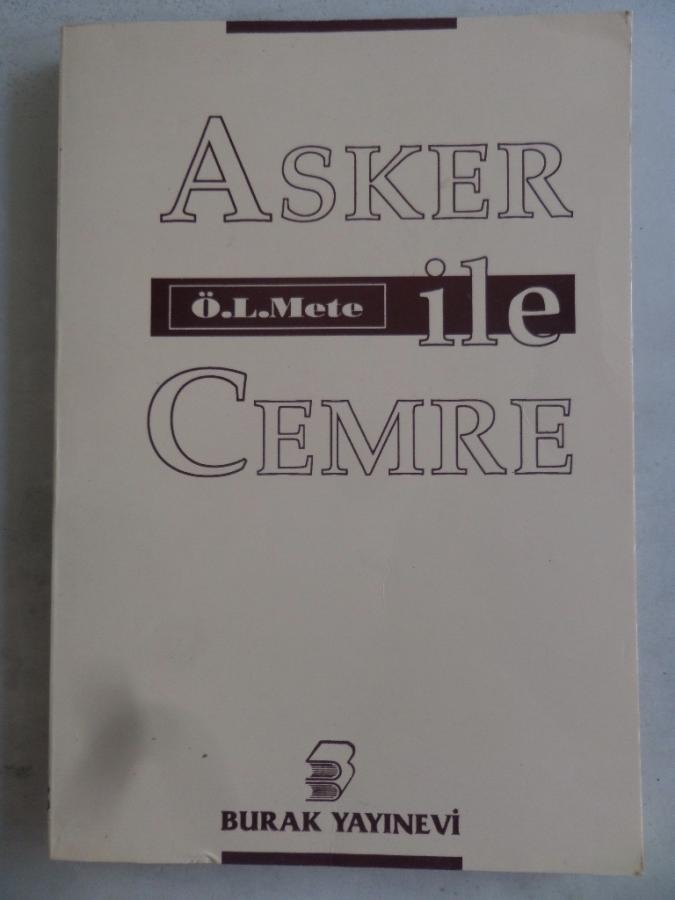 ASKER
Ö.L.Mete ile
CEMRE
BURAK YAYINEVİ